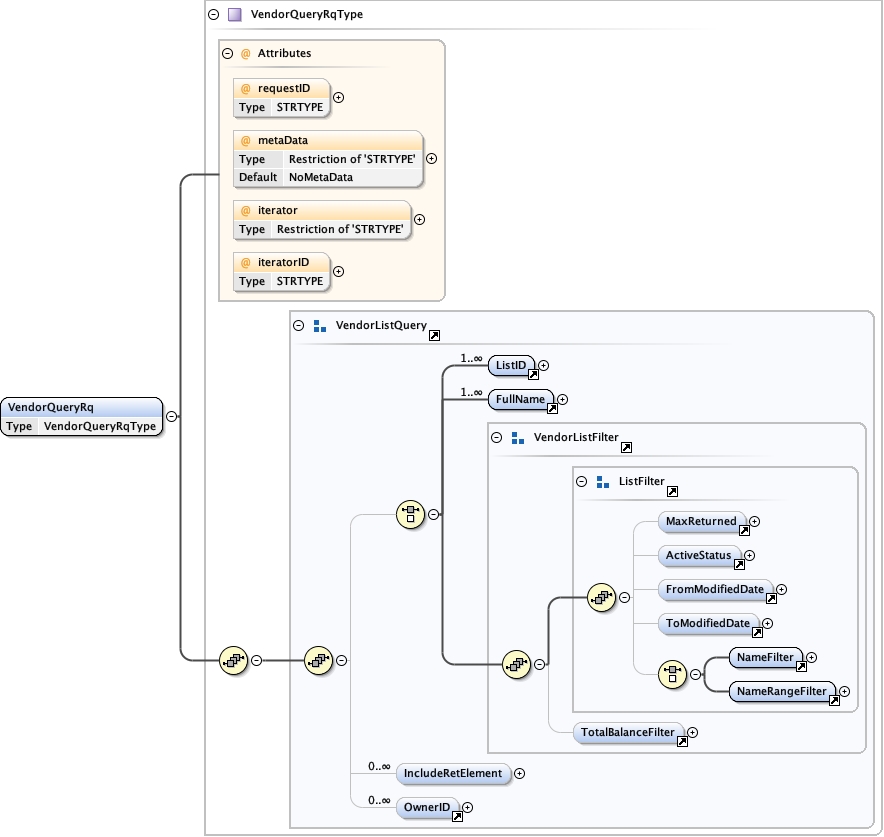 VendorQueryRqType
@ Attributes
@ requestID
Type STRTYPE
@ metaData
Type Restriction of 'STRTYPE'
Default NoMetaData
@ iterator
Type Restriction of 'STRTYPE'
@ iteratorID
Type STRTYPE
VendorListQuery
1..∞ ListID
1..∞ FullName
VendorQueryRq
Type VendorQueryRqType
VendorListFilter
ListFilter
MaxReturned
ActiveStatus
FromModifiedDate
ToModifiedDate
NameFilter
NameRangeFilter
TotalBalanceFilter
0..∞ IncludeRetElement
0..∞ OwnerID